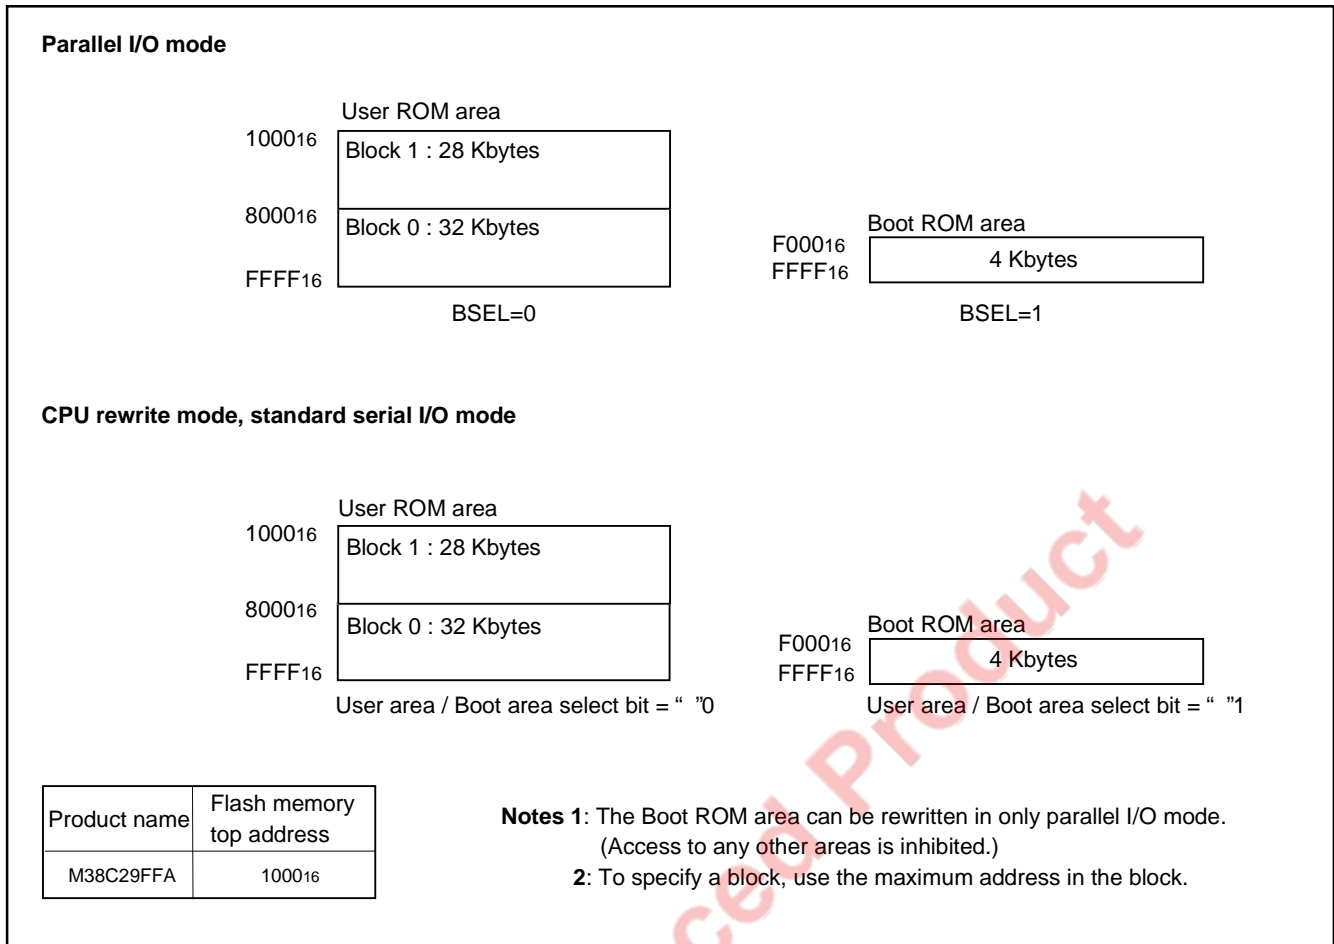 Parallel I/O mode
User ROM area
100016
Block 1 : 28 Kbytes
800016
Block 0 : 32 Kbytes
FFFF16
BSEL=0
Boot ROM area
F00016
4 Kbytes
FFFF16
BSEL=1
CPU rewrite mode, standard serial I/O mode
User ROM area
100016
Block 1 : 28 Kbytes
800016
Block 0 : 32 Kbytes
FFFF16
User area / Boot area select bit = “ ”0
Boot ROM area
F00016
4 Kbytes
FFFF16
User area / Boot area select bit = “ ”1
Product name
Flash memory
top address
M38C29FFA
100016
Notes 1: The Boot ROM area can be rewritten in only parallel I/O mode.
(Access to any other areas is inhibited.)
2: To specify a block, use the maximum address in the block.
ced Product